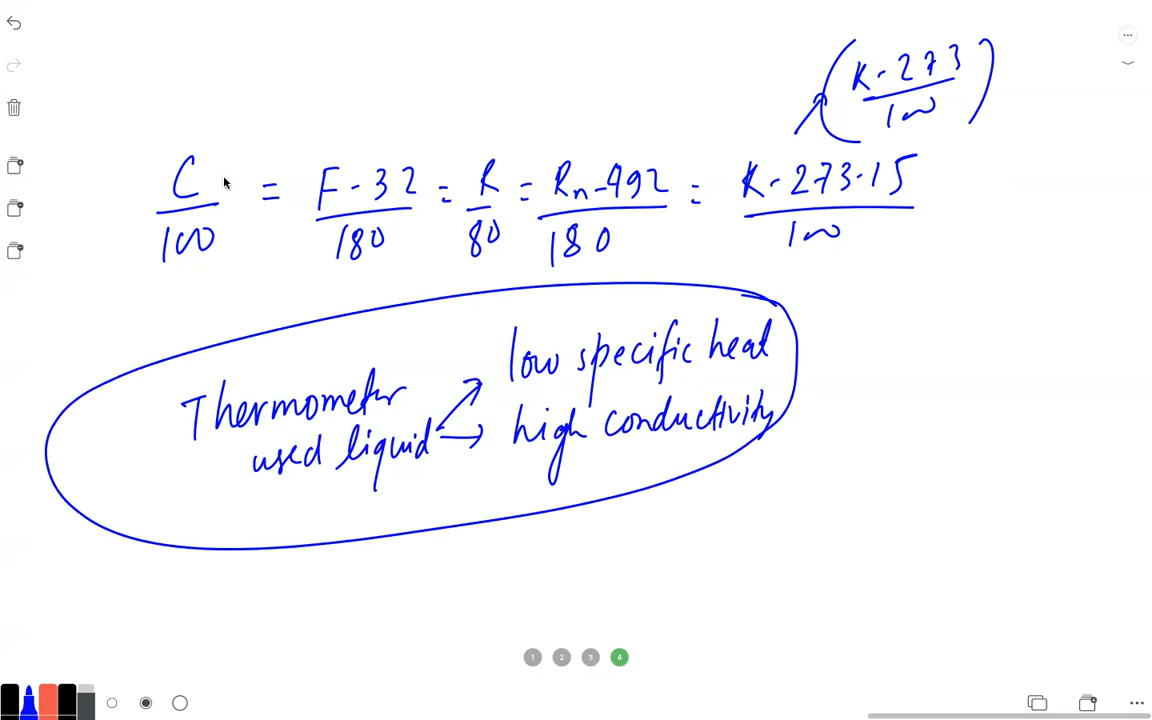 (K-273/100)
C/100 = F-32/180 = R/80 = Rn-492/180 = K-273.15/100
Thermometer used liquid
low specific heat
high conductivity
1 2 3 4